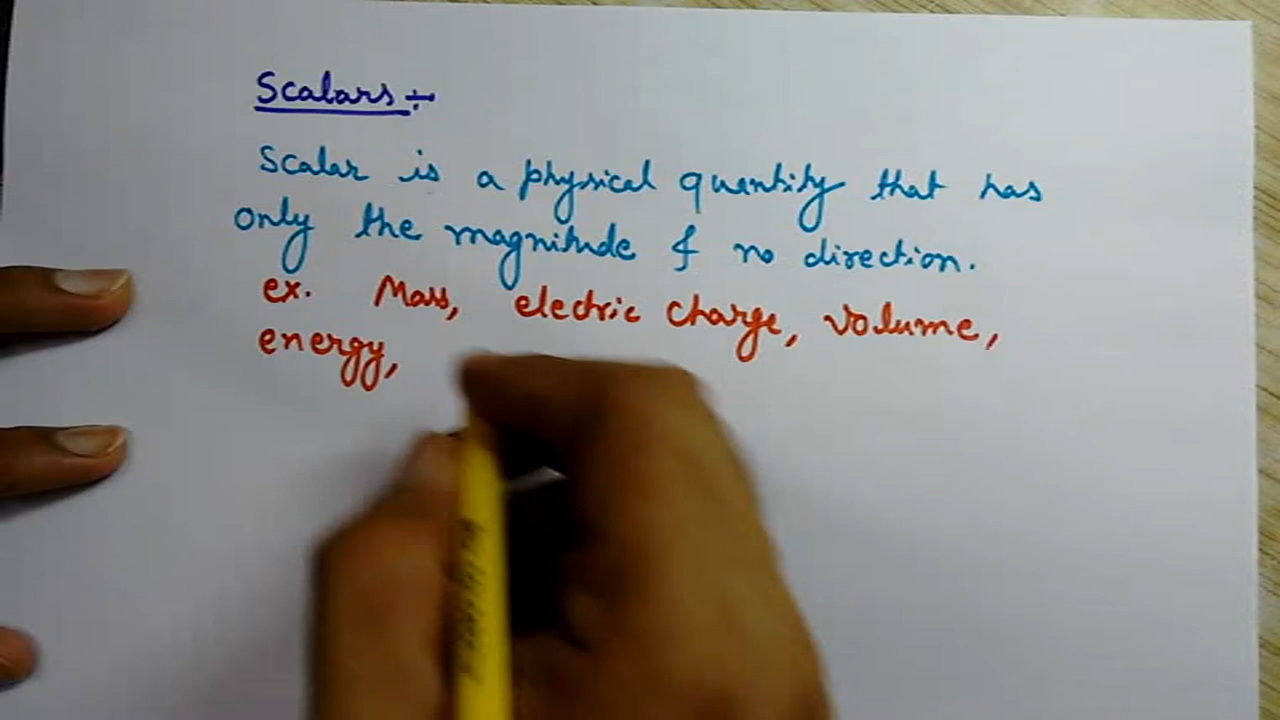 Scalars :-
Scalar is a physical quantity that has
only the magnitude & no direction.
ex. Mass, electric charge, volume,
energy,